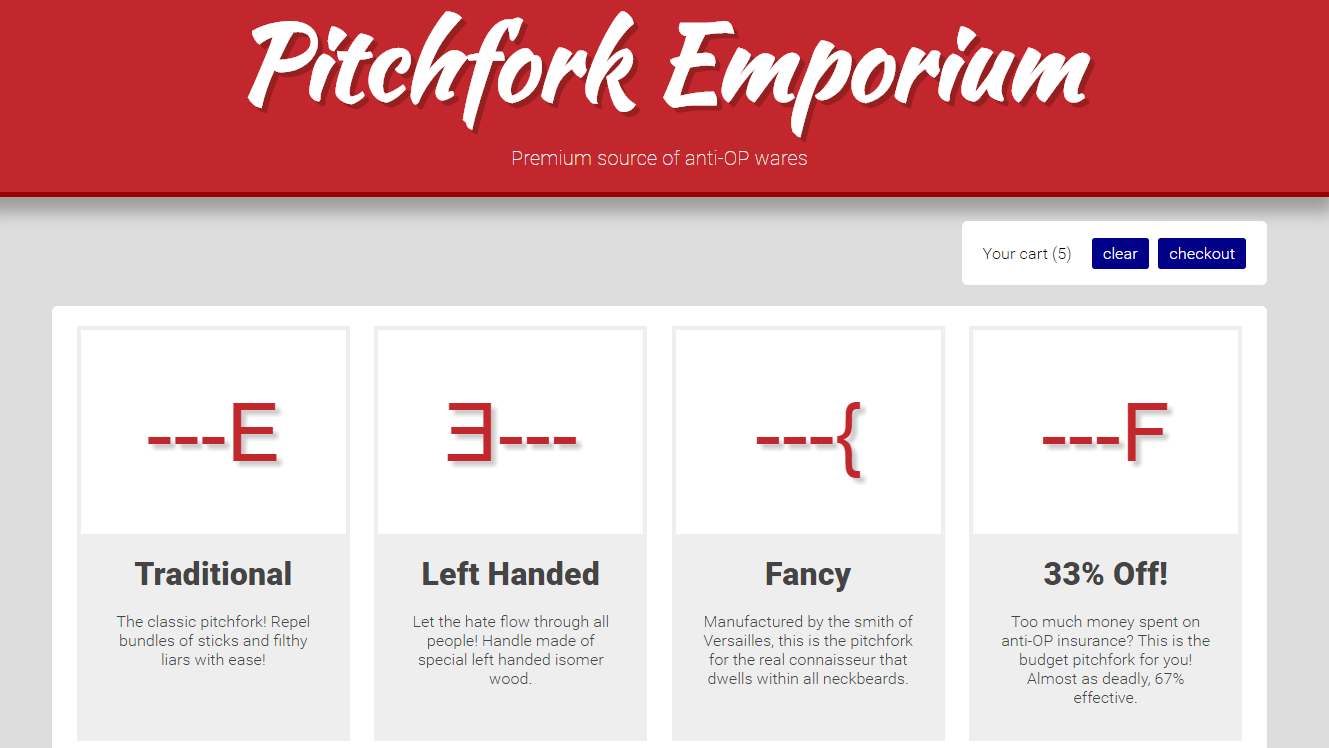 Pitchfork Emporium
Premium source of anti-OP wares
Your cart (5) clear checkout
---E
Ǝ---
---{
---F
Traditional
The classic pitchfork! Repel
bundles of sticks and filthy
liars with ease!
Left Handed
Let the hate flow through all
people! Handle made of
special left handed isomer
wood.
Fancy
Manufactured by the smith of
Versailles, this is the pitchfork
for the real connaisseur that
dwells within all neckbeards.
33% Off!
Too much money spent on
anti-OP insurance? This is the
budget pitchfork for you!
Almost as deadly, 67%
effective.